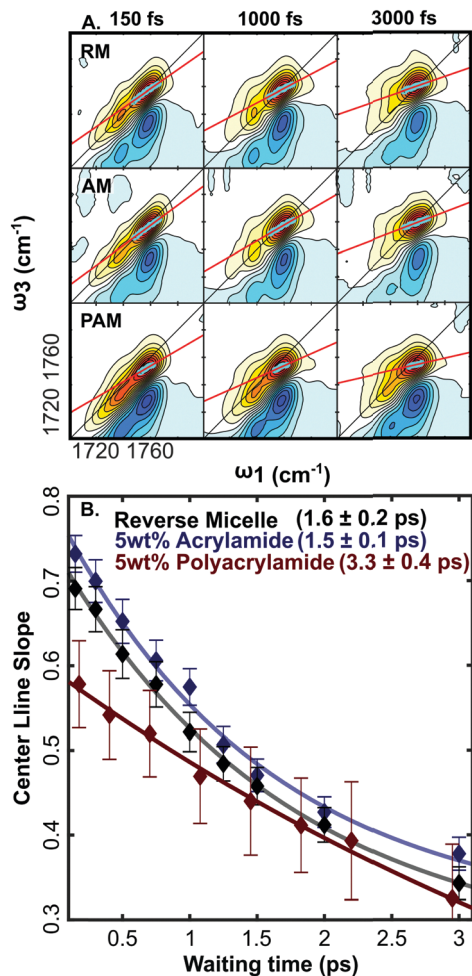 A. 150 fs 1000 fs 3000 fs
RM
AM
PAM
ω3 (cm-1)
1720 1760
1720 1760
ω1 (cm-1)
B.
Reverse Micelle (1.6 ± 0.2 ps)
5wt% Acrylamide (1.5 ± 0.1 ps)
5wt% Polyacrylamide (3.3 ± 0.4 ps)
Center Lline Slope
0.8
0.7
0.6
0.5
0.4
0.3
0.5 1 1.5 2 2.5 3
Waiting time (ps)